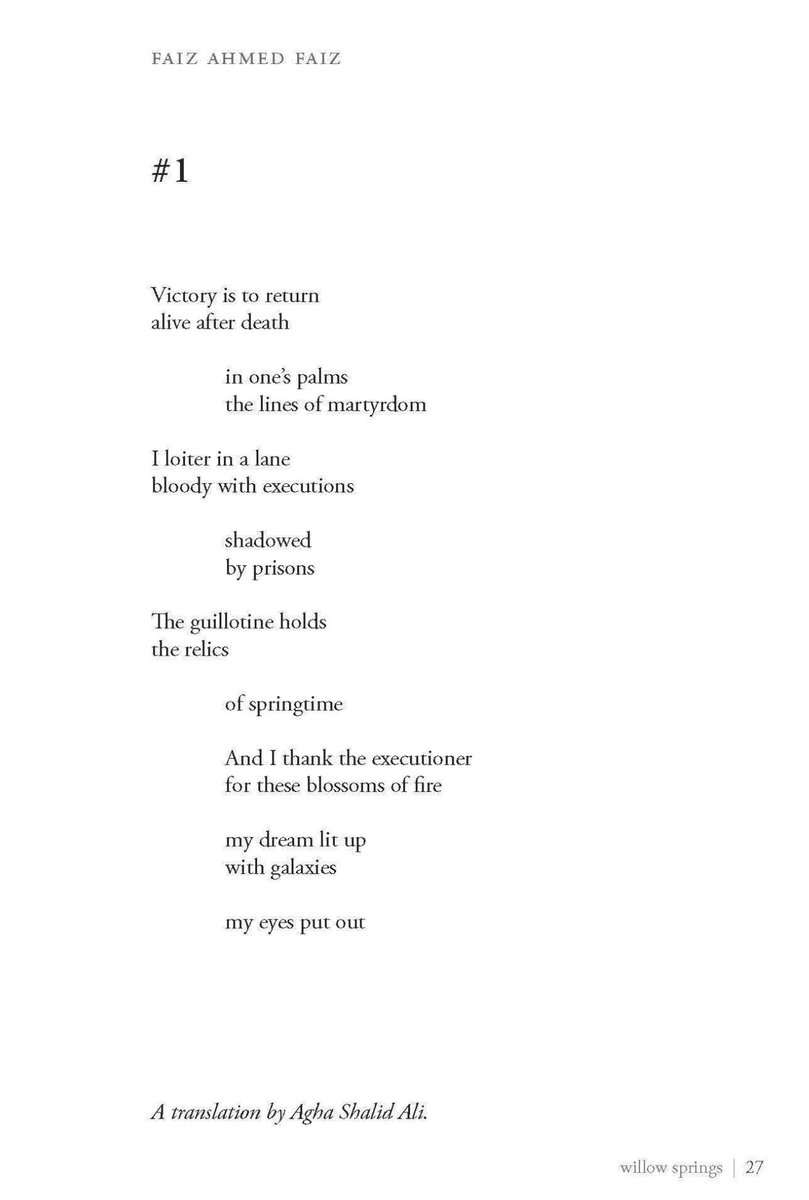 FAIZ AHMED FAIZ
#1
Victory is to return
alive after death
in one’s palms
the lines of martyrdom
I loiter in a lane
bloody with executions
shadowed
by prisons
The guillotine holds
the relics
of springtime
And I thank the executioner
for these blossoms of fire
my dream lit up
with galaxies
my eyes put out
A translation by Agha Shalid Ali.
willow springs | 27